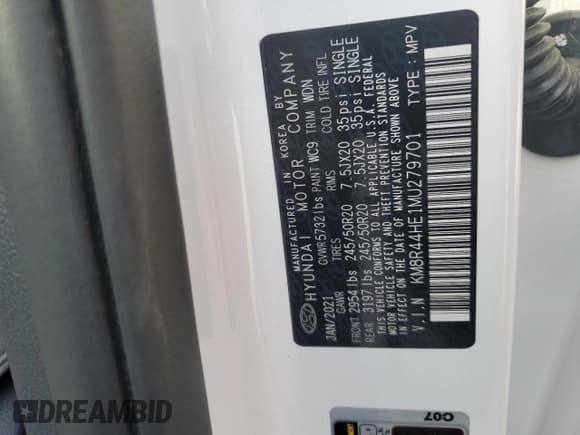 MANUFACTURED IN KOREA BY
HYUNDAI MOTOR COMPANY
JAN/2021 GVWR 5732 lbs PAINT WC9 TRIM WDN
GAWR TIRES RIMS COLD TIRE INFL
FRONT 2954 lbs 245/50R20 7.5JX20 35psi SINGLE
REAR 3197 lbs 245/50R20 7.5JX20 35psi SINGLE
THIS VEHICLE CONFORMS TO ALL APPLICABLE U.S.A. FEDERAL
MOTOR VEHICLE SAFETY AND THEFT PREVENTION STANDARDS
IN EFFECT ON THE DATE OF MANUFACTURE SHOWN ABOVE
V.I.N KM8R44HE1MU279701 TYPE : MPV
C07
DREAMBID